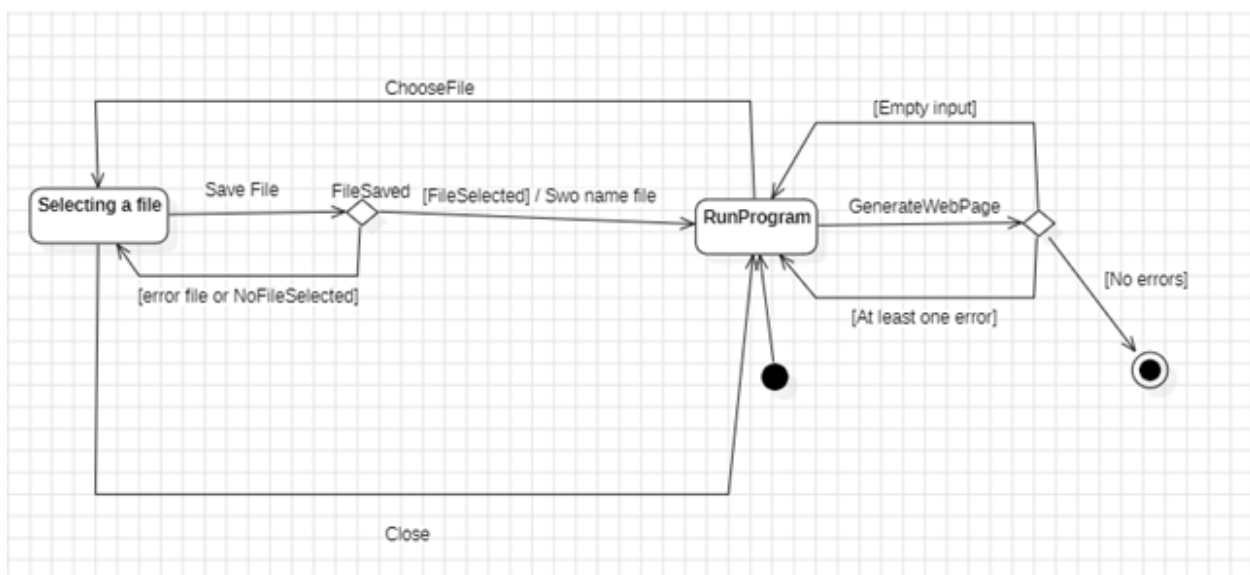 ChooseFile
[Empty input]
Selecting a file
Save File
FileSaved
[FileSelected] / Swo name file
RunProgram
GenerateWebPage
[No errors]
[error file or NoFileSelected]
[At least one error]
Close